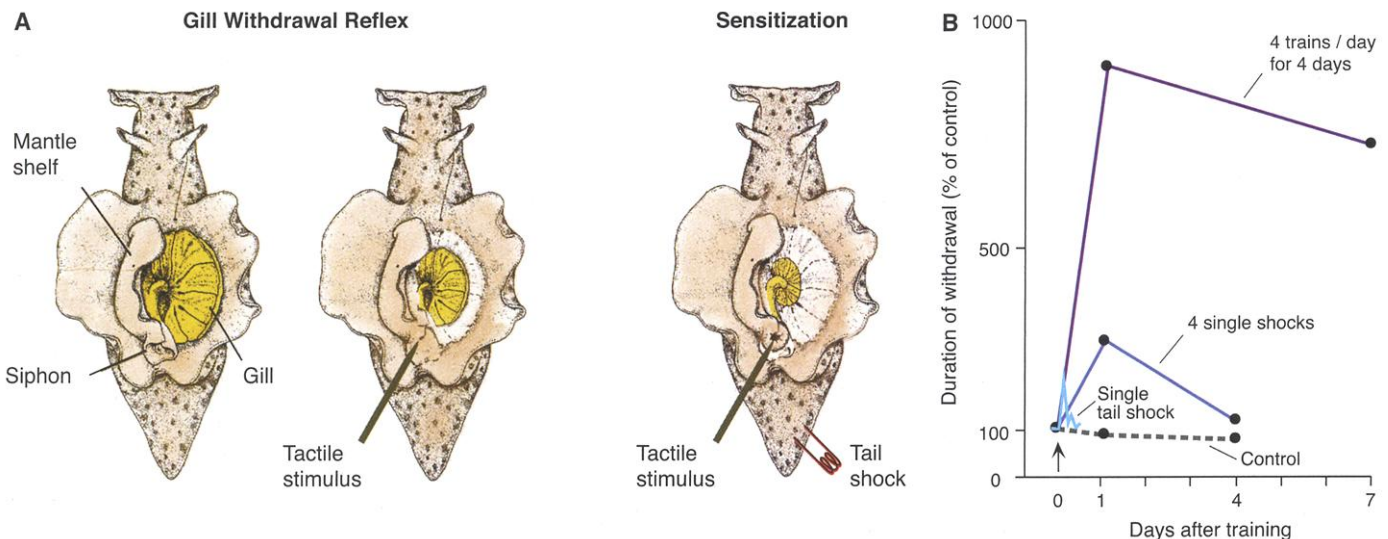 A
Gill Withdrawal Reflex
Sensitization
Mantle
shelf
Siphon
Gill
Tactile
stimulus
Tactile
stimulus
Tail
shock
B
Duration of withdrawal (% of control)
1000
500
100
0
4 trains / day
for 4 days
4 single shocks
Single
tail shock
Control
0
1
4
7
Days after training